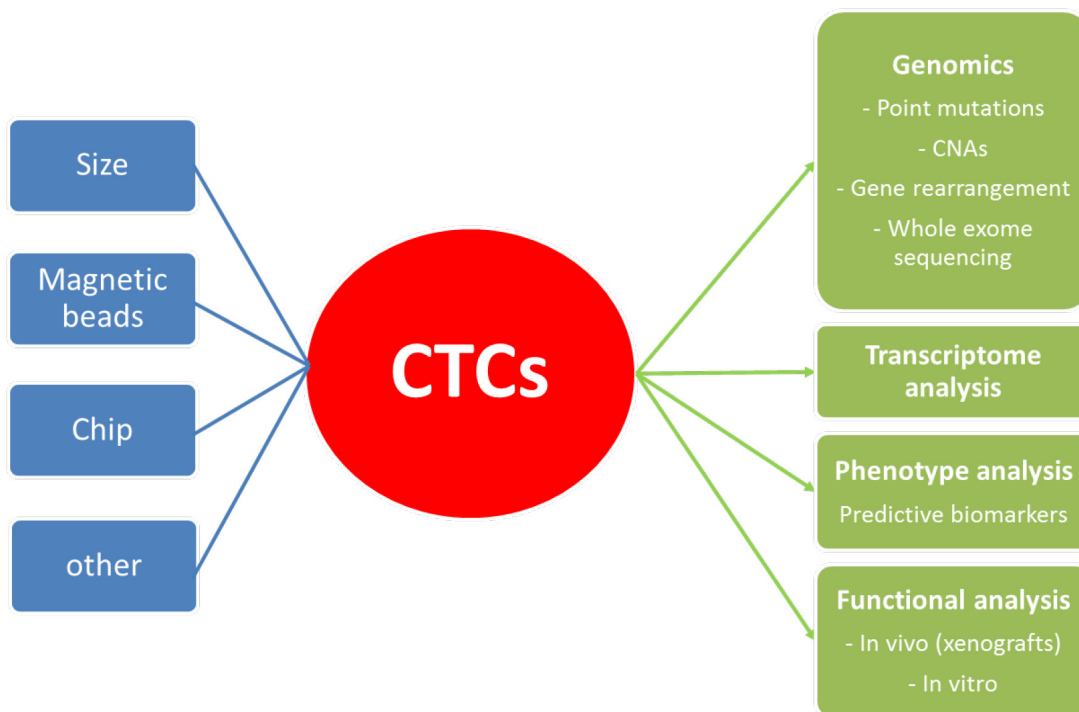 Size
Magnetic
beads
Chip
other
CTCs
Genomics
- Point mutations
- CNAs
- Gene rearrangement
- Whole exome
sequencing
Transcriptome
analysis
Phenotype analysis
Predictive biomarkers
Functional analysis
- In vivo (xenografts)
- In vitro